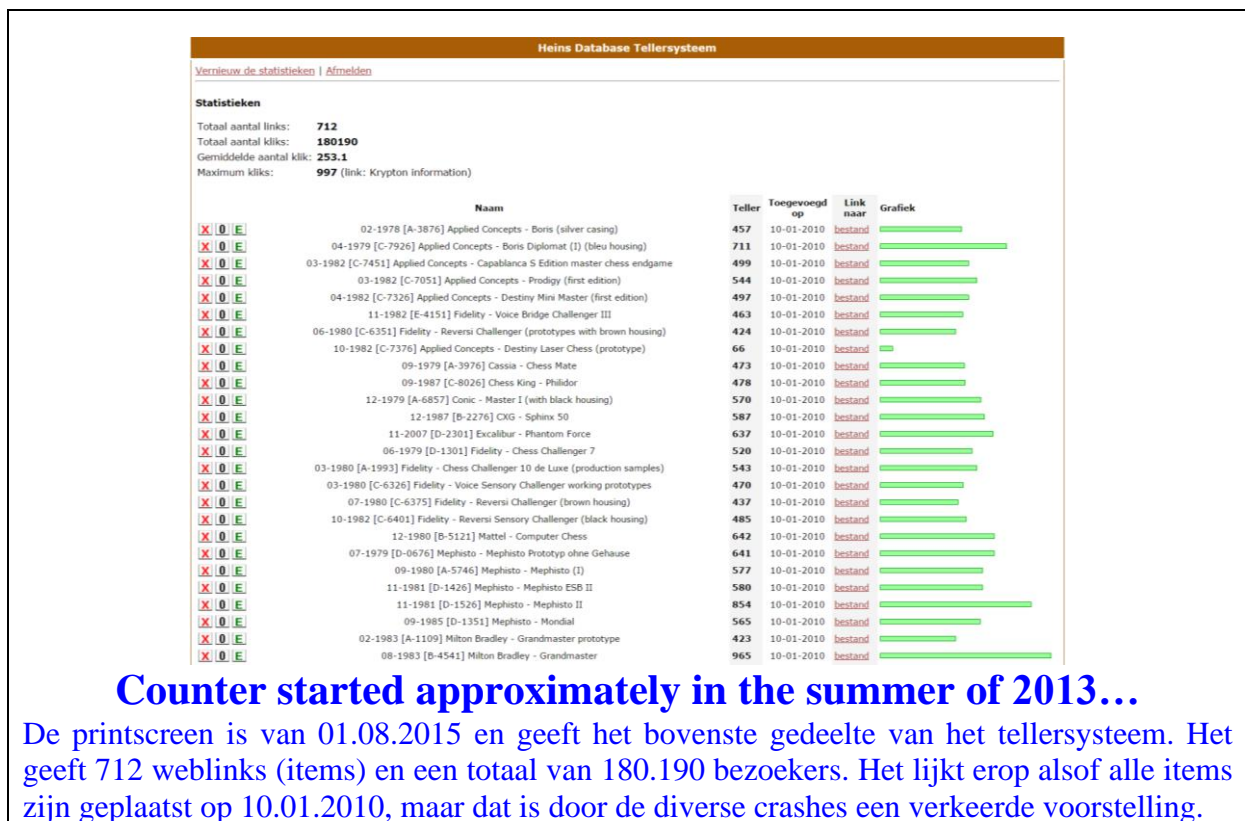 Heins Database Tellersysteem
Vernieuw de statistieken | Afmelden
Statistieken
Totaal aantal links: 712
Totaal aantal kliks: 180190
Gemiddelde aantal klik: 253.1
Maximum kliks: 997 (link: Krypton information)
Naam Teller Toegevoegd op Link naar Grafiek
X 0 E 02-1978 [A-3876] Applied Concepts - Boris (silver casing) 457 10-01-2010 bestand
X 0 E 04-1979 [C-7926] Applied Concepts - Boris Diplomat (I) (bleu housing) 711 10-01-2010 bestand
X 0 E 03-1982 [C-7451] Applied Concepts - Capablanca S Edition master chess endgame 499 10-01-2010 bestand
X 0 E 03-1982 [C-7051] Applied Concepts - Prodigy (first edition) 544 10-01-2010 bestand
X 0 E 04-1982 [C-7326] Applied Concepts - Destiny Mini Master (first edition) 497 10-01-2010 bestand
X 0 E 11-1982 [E-4151] Fidelity - Voice Bridge Challenger III 463 10-01-2010 bestand
X 0 E 06-1980 [C-6351] Fidelity - Reversi Challenger (prototypes with brown housing) 424 10-01-2010 bestand
X 0 E 10-1982 [C-7376] Applied Concepts - Destiny Laser Chess (prototype) 66 10-01-2010 bestand
X 0 E 09-1979 [A-3976] Cassia - Chess Mate 473 10-01-2010 bestand
X 0 E 09-1987 [C-8026] Chess King - Philidor 478 10-01-2010 bestand
X 0 E 12-1979 [A-6857] Conic - Master I (with black housing) 570 10-01-2010 bestand
X 0 E 12-1987 [B-2276] CXG - Sphinx 50 587 10-01-2010 bestand
X 0 E 11-2007 [D-2301] Excalibur - Phantom Force 637 10-01-2010 bestand
X 0 E 06-1979 [D-1301] Fidelity - Chess Challenger 7 520 10-01-2010 bestand
X 0 E 03-1980 [A-1993] Fidelity - Chess Challenger 10 de Luxe (production samples) 543 10-01-2010 bestand
X 0 E 03-1980 [C-6326] Fidelity - Voice Sensory Challenger working prototypes 470 10-01-2010 bestand
X 0 E 07-1980 [C-6375] Fidelity - Reversi Challenger (brown housing) 437 10-01-2010 bestand
X 0 E 10-1982 [C-6401] Fidelity - Reversi Sensory Challenger (black housing) 485 10-01-2010 bestand
X 0 E 12-1980 [B-5121] Mattel - Computer Chess 642 10-01-2010 bestand
X 0 E 07-1979 [D-0676] Mephisto - Mephisto Prototyp ohne Gehause 641 10-01-2010 bestand
X 0 E 09-1980 [A-5746] Mephisto - Mephisto (I) 577 10-01-2010 bestand
X 0 E 11-1981 [D-1426] Mephisto - Mephisto ESB II 580 10-01-2010 bestand
X 0 E 11-1981 [D-1526] Mephisto - Mephisto II 854 10-01-2010 bestand
X 0 E 09-1985 [D-1351] Mephisto - Mondial 565 10-01-2010 bestand
X 0 E 02-1983 [A-1109] Milton Bradley - Grandmaster prototype 423 10-01-2010 bestand
X 0 E 08-1983 [B-4541] Milton Bradley - Grandmaster 965 10-01-2010 bestand
Counter started approximately in the summer of 2013…
De printscreen is van 01.08.2015 en geeft het bovenste gedeelte van het tellersysteem. Het
geeft 712 weblinks (items) en een totaal van 180.190 bezoekers. Het lijkt erop alsof alle items
zijn geplaatst op 10.01.2010, maar dat is door de diverse crashes een verkeerde voorstelling.